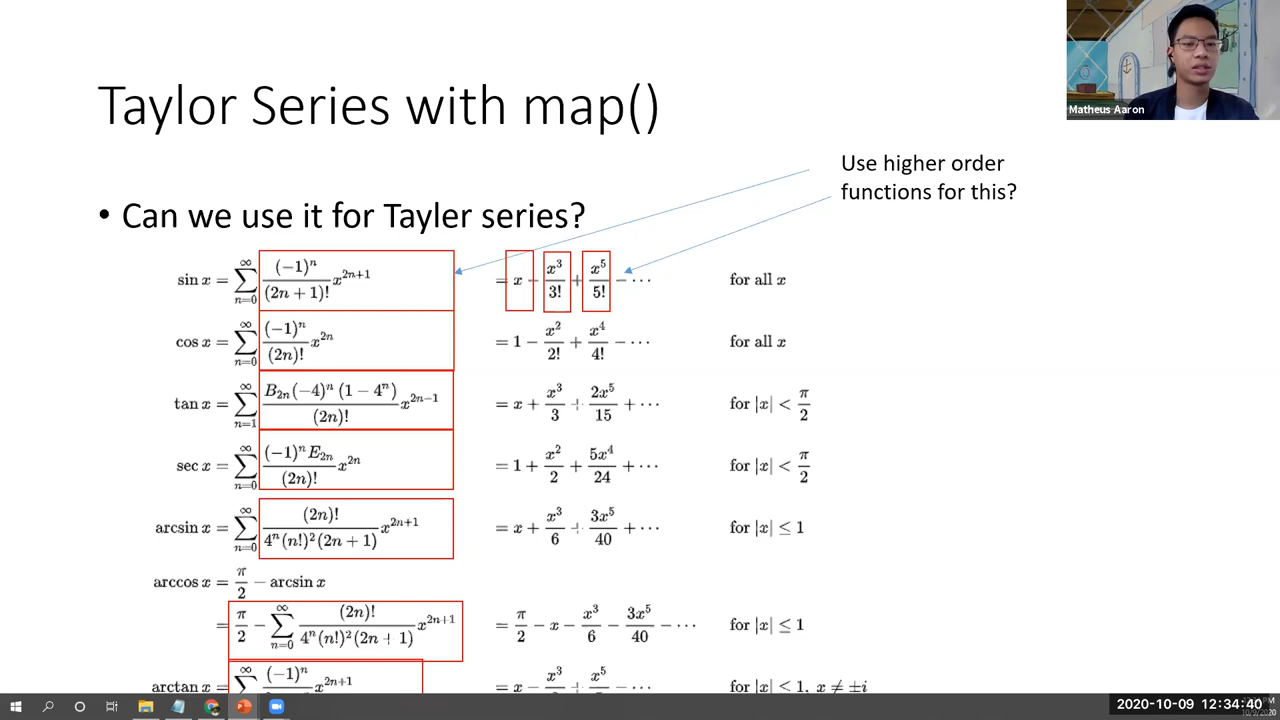 Matheus Aaron
Taylor Series with map()
Use higher order
functions for this?
• Can we use it for Tayler series?
sin x = ∑_{n=0}^{∞} (-1)^n / (2n + 1)! x^{2n+1} = x - x^3/3! + x^5/5! - ··· for all x
cos x = ∑_{n=0}^{∞} (-1)^n / (2n)! x^{2n} = 1 - x^2/2! + x^4/4! - ··· for all x
tan x = ∑_{n=1}^{∞} B_{2n}(-4)^n (1 - 4^n) / (2n)! x^{2n-1} = x + x^3/3 + 2x^5/15 + ··· for |x| < π/2
sec x = ∑_{n=0}^{∞} (-1)^n E_{2n} / (2n)! x^{2n} = 1 + x^2/2 + 5x^4/24 + ··· for |x| < π/2
arcsin x = ∑_{n=0}^{∞} (2n)! / 4^n (n!)^2 (2n + 1) x^{2n+1} = x + x^3/6 + 3x^5/40 + ··· for |x| ≤ 1
arccos x = π/2 - arcsin x
= π/2 - ∑_{n=0}^{∞} (2n)! / 4^n (n!)^2 (2n + 1) x^{2n+1} = π/2 - x - x^3/6 - 3x^5/40 - ··· for |x| ≤ 1
arctan x = ∑^{∞} (-1)^n x^{2n+1} = x - x^3 + x^5 - ··· for |x| ≤ 1, x ≠ ±i
2020-10-09 12:34:40